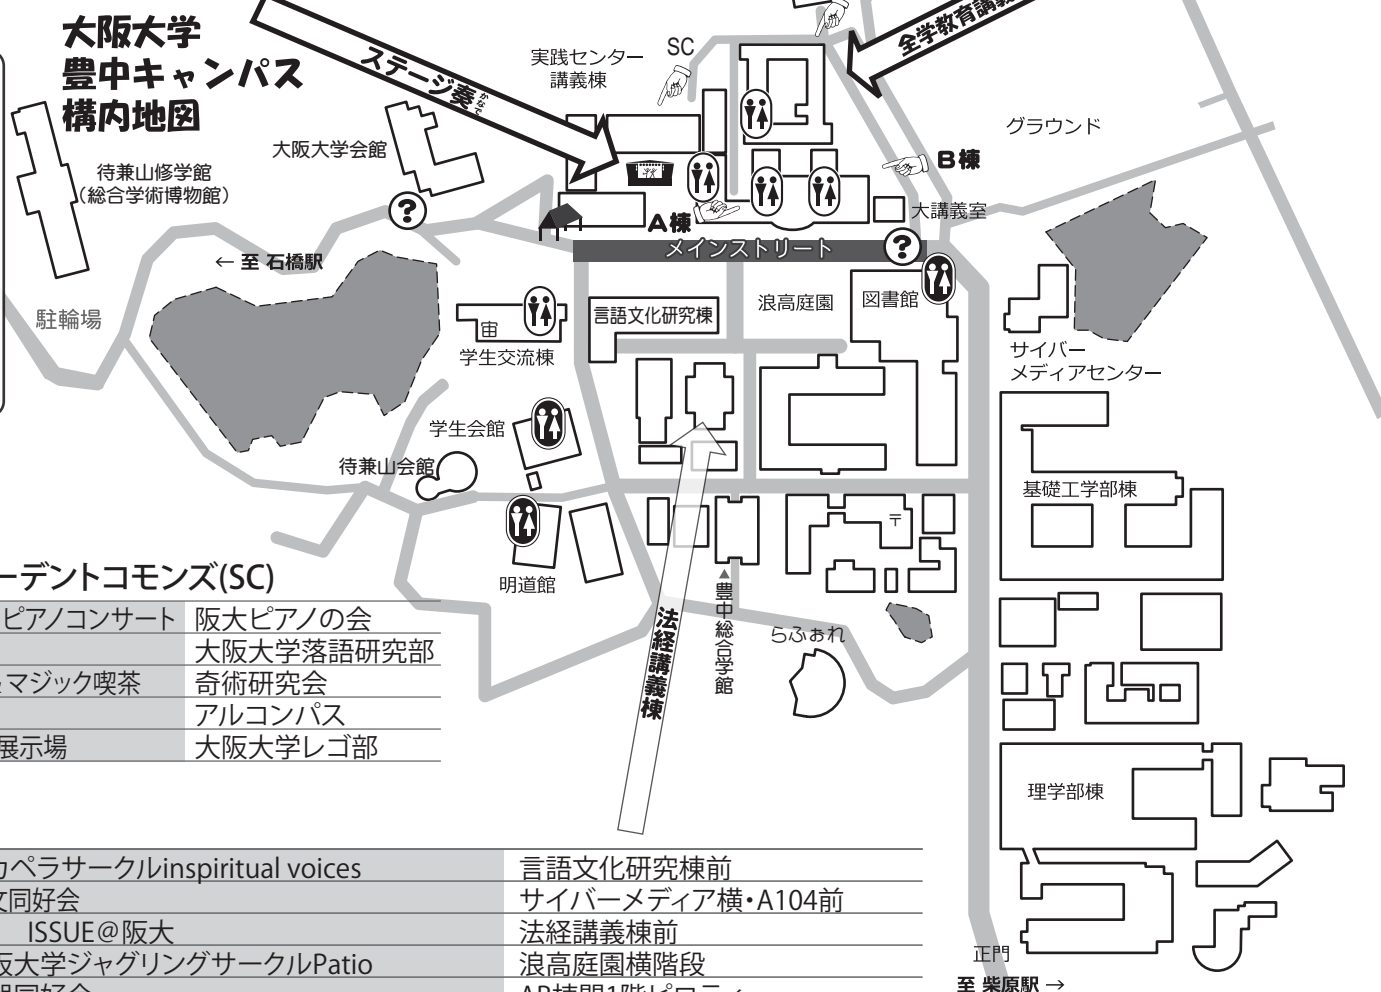 大阪大学
豊中キャンパス
構内地図
ステージ奏
かなで
全学教育講義
実践センター
講義棟
SC
グラウンド
大阪大学会館
待兼山修学館
（総合学術博物館）
B棟
A棟
大講義室
?
メインストリート
?
← 至 石橋駅
駐輪場
宙
学生交流棟
言語文化研究棟
浪高庭園
図書館
サイバー
メディアセンター
学生会館
待兼山会館
基礎工学部棟
〒
明道館
▲豊中総合学館
法経講義棟
らふぉれ
理学部棟
正門
至 柴原駅 →
ーデントコモンズ(SC)
ピアノコンサート 阪大ピアノの会
大阪大学落語研究部
マジック喫茶 奇術研究会
アルコンパス
展示場 大阪大学レゴ部
カペラサークルinspiritual voices 言語文化研究棟前
文同好会 サイバーメディア横・A104前
ISSUE@阪大 法経講義棟前
阪大学ジャグリングサークルPatio 浪高庭園横階段
同好会 AB棟間1階ピロティ